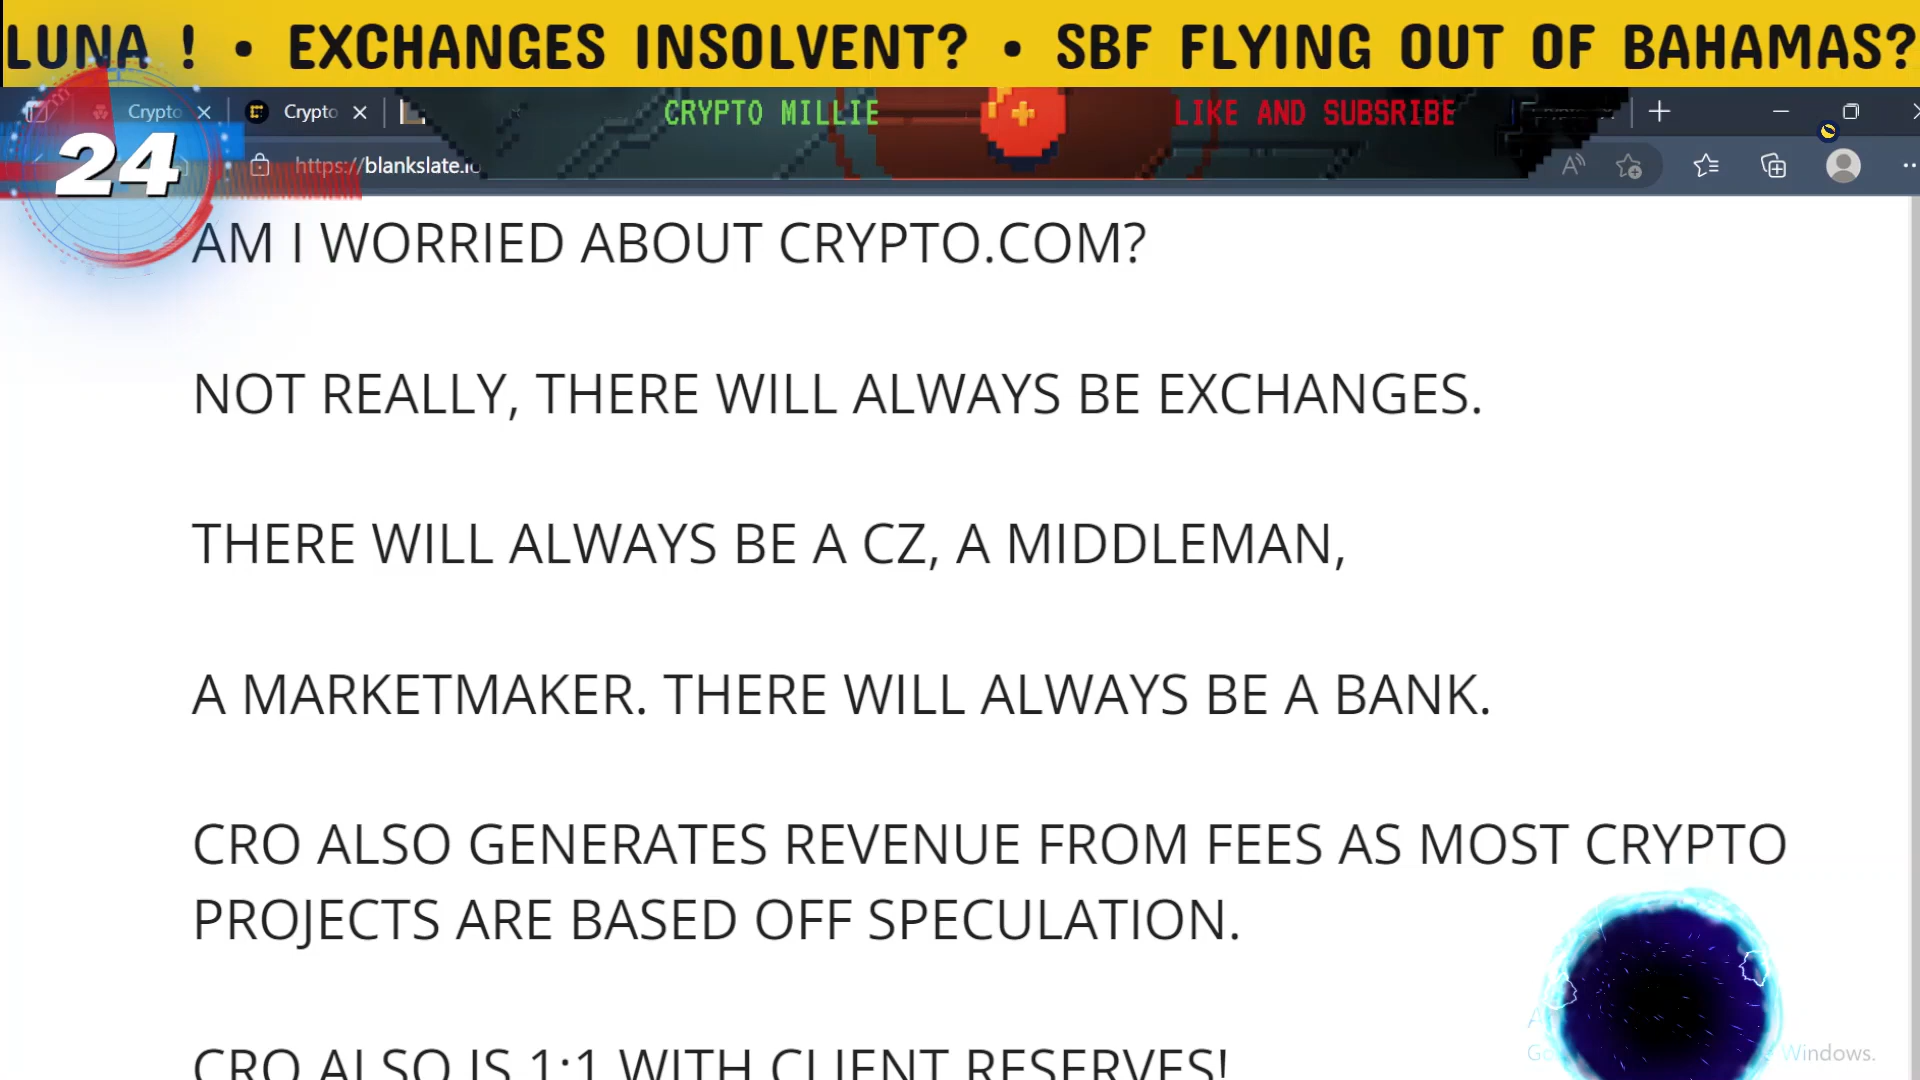 LUNA ! • EXCHANGES INSOLVENT? • SBF FLYING OUT OF BAHAMAS?
Crypto
Crypto
CRYPTO MILLIE
LIKE AND SUBSRIBE
24
https://blankslate.io
AM I WORRIED ABOUT CRYPTO.COM?
NOT REALLY, THERE WILL ALWAYS BE EXCHANGES.
THERE WILL ALWAYS BE A CZ, A MIDDLEMAN,
A MARKETMAKER. THERE WILL ALWAYS BE A BANK.
CRO ALSO GENERATES REVENUE FROM FEES AS MOST CRYPTO
PROJECTS ARE BASED OFF SPECULATION.
CRO ALSO IS 1:1 WITH CLIENT RESERVES!
Windows.